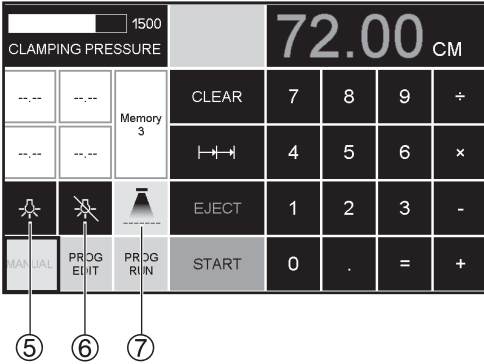 1500
CLAMPING PRESSURE
72.00 CM
--.-- --.--
Memory
3
--.-- --.--
CLEAR 7 8 9 ÷
4 5 6 ×
EJECT 1 2 3 -
MANUAL
PROG
EDIT
PROG
RUN
START 0 . = +
5 6 7